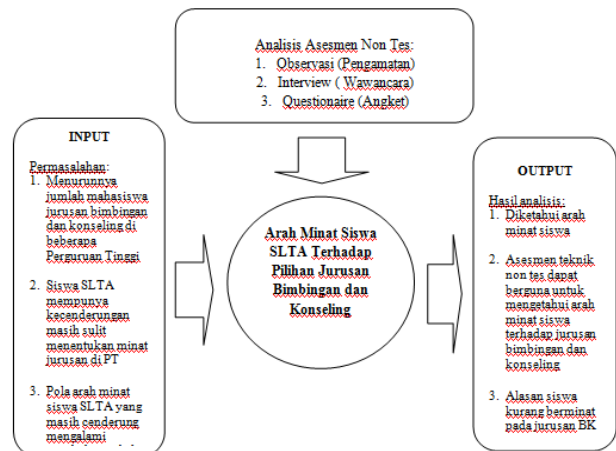 Analisis Asesmen Non Tes:
1. Observasi (Pengamatan)
2. Interview ( Wawancara)
3. Questionaire (Angket)
INPUT
Permasalahan:
1. Menurunnya
jumlah mahasiswa
jurusan bimbingan
dan konseling di
beberapa
Perguruan Tinggi
2. Siswa SLTA
mempunya
kecenderungan
masih sulit
menentukan minat
jurusan di PT
3. Pola arah minat
siswa SLTA yang
masih cenderung
mengalami
Arah Minat Siswa
SLTA Terhadap
Pilihan Jurusan
Bimbingan dan
Konseling
OUTPUT
Hasil analisis:
1. Diketahui arah
minat siswa
2. Asesmen teknik
non tes dapat
berguna untuk
mengetahui arah
minat siswa
terhadap jurusan
bimbingan dan
konseling
3. Alasan siswa
kurang berminat
pada jurusan BK